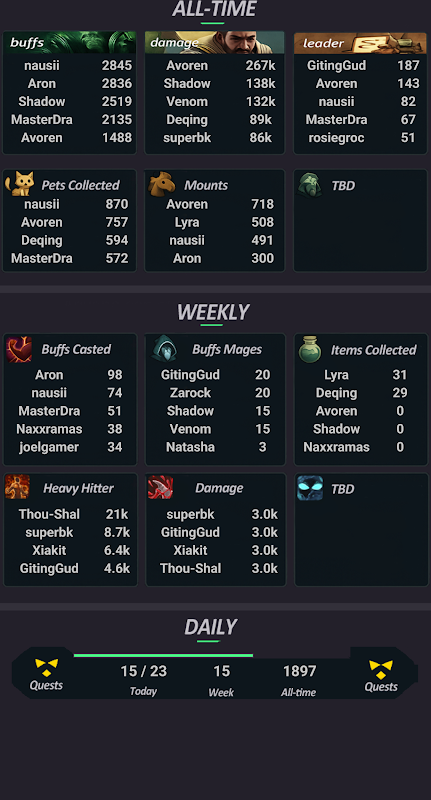 ALL-TIME
buffs
nausii 2845
Aron 2836
Shadow 2519
MasterDra 2135
Avoren 1488
damage
Avoren 267k
Shadow 138k
Venom 132k
Deqing 89k
superbk 86k
leader
GitingGud 187
Avoren 143
nausii 82
MasterDra 67
rosiegroc 51
Pets Collected
nausii 870
Avoren 757
Deqing 594
MasterDra 572
Mounts
Avoren 718
Lyra 508
nausii 491
Aron 300
TBD
WEEKLY
Buffs Casted
Aron 98
nausii 74
MasterDra 51
Naxxramas 38
joelgamer 34
Buffs Mages
GitingGud 20
Zarock 20
Shadow 15
Venom 15
Natasha 3
Items Collected
Lyra 31
Deqing 29
Avoren 0
Shadow 0
Naxxramas 0
Heavy Hitter
Thou-Shal 21k
superbk 8.7k
Xiakit 6.4k
GitingGud 4.6k
Damage
superbk 3.0k
GitingGud 3.0k
Xiakit 3.0k
Thou-Shal 3.0k
TBD
DAILY
Quests
15 / 23
Today
15
Week
1897
All-time
Quests